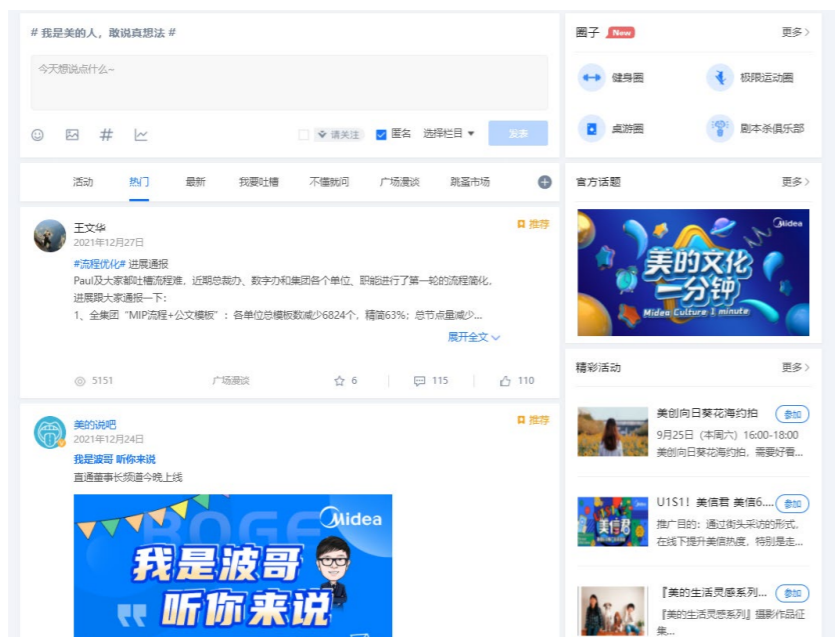 # 我是美的人，敢说真想法 #
今天想说点什么~
请关注
匿名
选择栏目
发表
活动
热门
最新
我要吐槽
不懂就问
广场漫谈
跳蚤市场
王文华
2021年12月27日
推荐
#流程优化# 进展通报
Paul及大家都吐槽流程难，近期总裁办、数字办和集团各个单位、职能进行了第一轮的流程简化，
进展跟大家通报一下：
1、全集团“MIP流程+公文模板”：各单位总模板数减少6824个，精简63%；总节点量减少...
展开全文
5151
广场漫谈
6
115
110
美的说吧
2021年12月24日
推荐
我是波哥 听你来说
直通董事长频道今晚上线
BOGE
Midea
我是波哥
听你来说
圈子
New
更多
健身圈
极限运动圈
桌游圈
剧本杀俱乐部
官方话题
更多
Midea
美的文化
一分钟
Midea Culture 1 minute
精彩活动
更多
美创向日葵花海约拍
参加
9月25日（本周六）16:00-18:00
美创向日葵花海约拍，需要好看...
美信君
U1S1！美信君 美信6....
参加
推广目的：通过街头采访的形式，
在线下提升美信热度，特别是走...
『美的生活灵感系列...
参加
『美的生活灵感系列』摄影作品征
集...